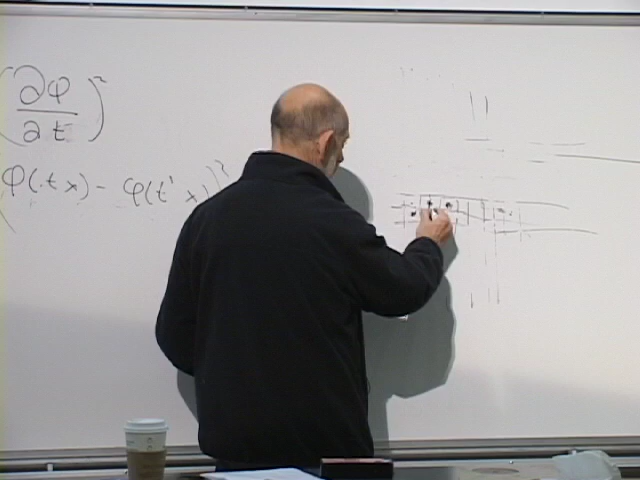 (∂φ/∂t)²
φ(t x) - φ(t' x)²